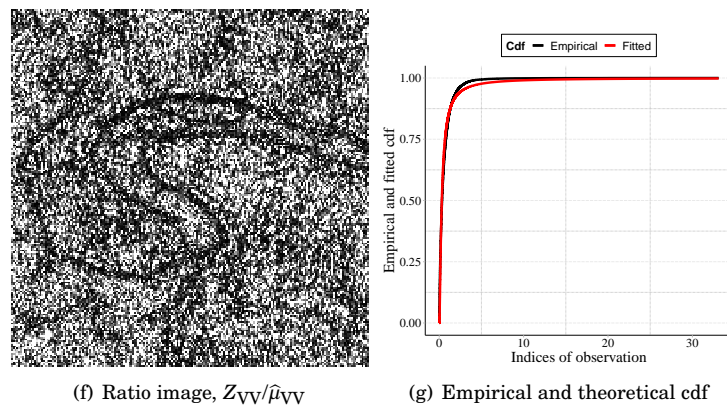 Cdf Empirical Fitted
Empirical and fitted cdf
1.00
0.75
0.50
0.25
0.00
0 10 20 30
Indices of observation
(f) Ratio image, Z_VV/μ̂_VV
(g) Empirical and theoretical cdf